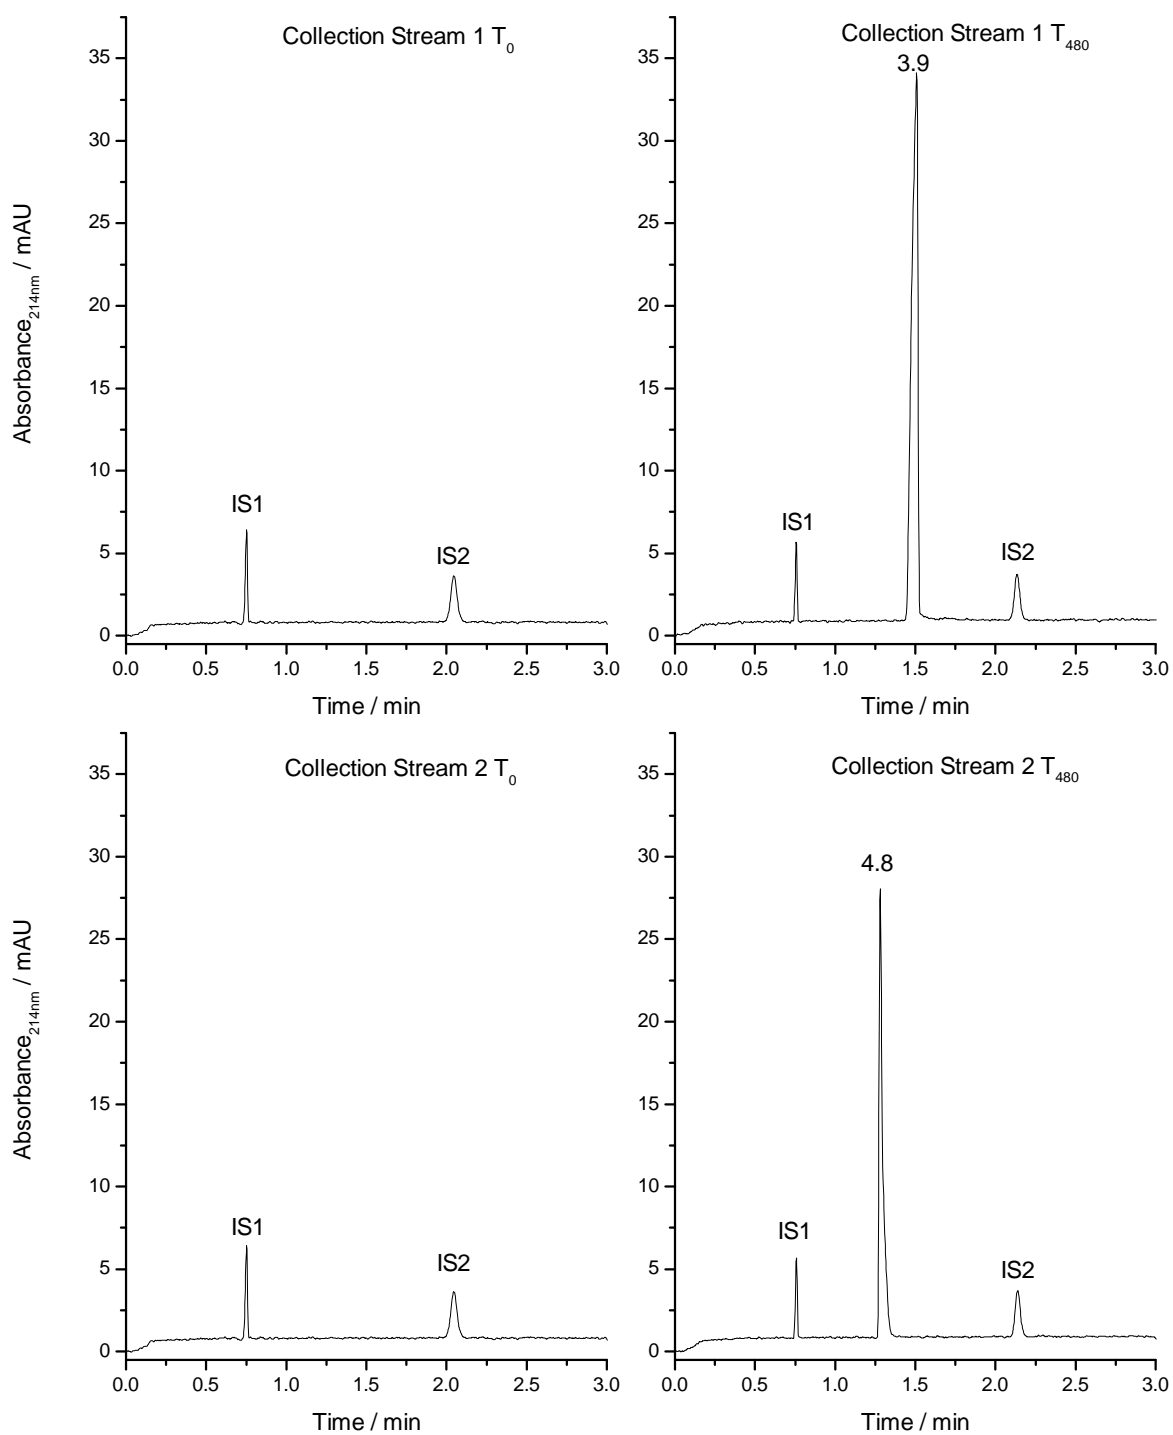 Collection Stream 1 T0
35
30
25
20
15
10
5
0
Absorbance214nm / mAU
IS1
IS2
0.0 0.5 1.0 1.5 2.0 2.5 3.0
Time / min
Collection Stream 1 T480
3.9
35
30
25
20
15
10
5
0
IS1
IS2
0.0 0.5 1.0 1.5 2.0 2.5 3.0
Time / min
Collection Stream 2 T0
35
30
25
20
15
10
5
0
Absorbance214nm / mAU
IS1
IS2
0.0 0.5 1.0 1.5 2.0 2.5 3.0
Time / min
Collection Stream 2 T480
35
30
25
20
15
10
5
0
4.8
IS1
IS2
0.0 0.5 1.0 1.5 2.0 2.5 3.0
Time / min